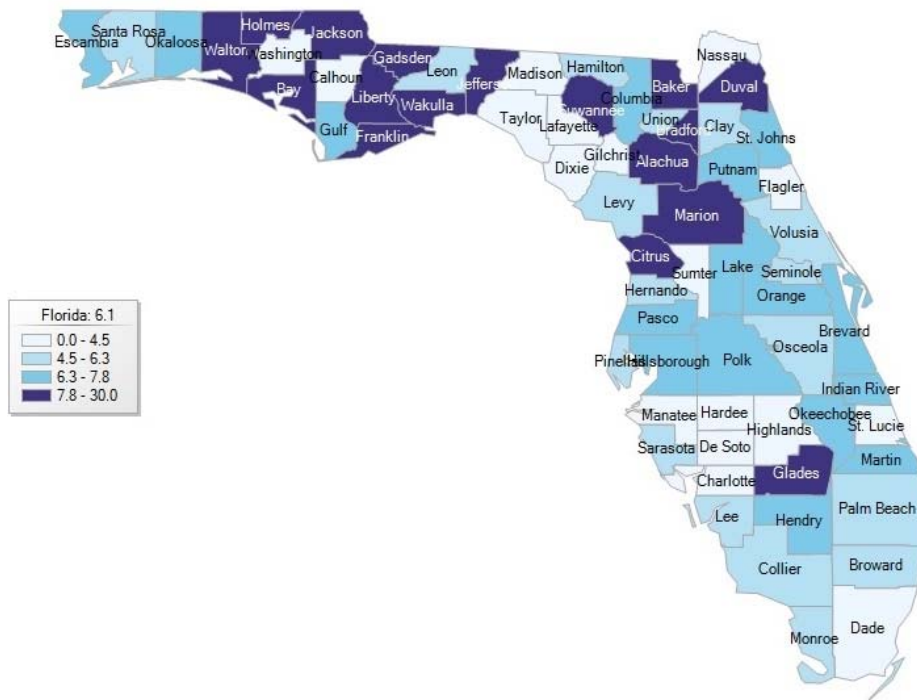 Holmes
Jackson
Santa Rosa
Escambia
Okaloosa
Walton
Washington
Gadsden
Hamilton
Nassau
Bay
Calhoun
Leon
Jeffers
Madison
Baker
Duval
Liberty
Wakulla
Suwannee
Columbia
Gulf
Franklin
Taylor
Lafayette
Union
Bradford
Clay
St. Johns
Dixie
Gilchrist
Alachua
Putnam
Flagler
Levy
Marion
Volusia
Citrus
Sumter
Lake
Seminole
Hernando
Orange
Florida: 6.1
0.0 - 4.5
4.5 - 6.3
6.3 - 7.8
7.8 - 30.0
Pasco
Brevard
Pinellas
Hillsborough
Polk
Osceola
Indian River
Manatee
Hardee
Highlands
Okeechobee
St. Lucie
Sarasota
De Soto
Martin
Charlotte
Glades
Lee
Hendry
Palm Beach
Collier
Broward
Monroe
Dade